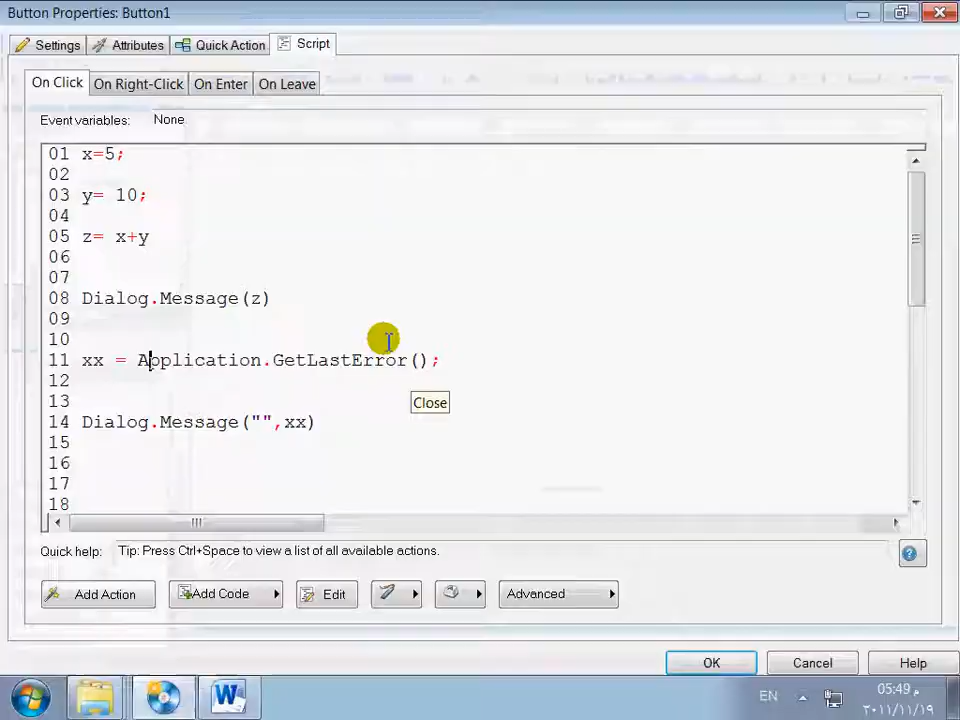 Button Properties: Button1
Settings Attributes Quick Action Script
On Click On Right-Click On Enter On Leave
Event variables: None
01 x=5;
02
03 y= 10;
04
05 z= x+y
06
07
08 Dialog.Message(z)
09
10
11 xx = Application.GetLastError();
12
Close
13
14 Dialog.Message("",xx)
15
16
17
18
Quick help: Tip: Press Ctrl+Space to view a list of all available actions.
Add Action Add Code Edit Advanced
OK Cancel Help
EN 05:49 م
٢٠١١/١١/١٩